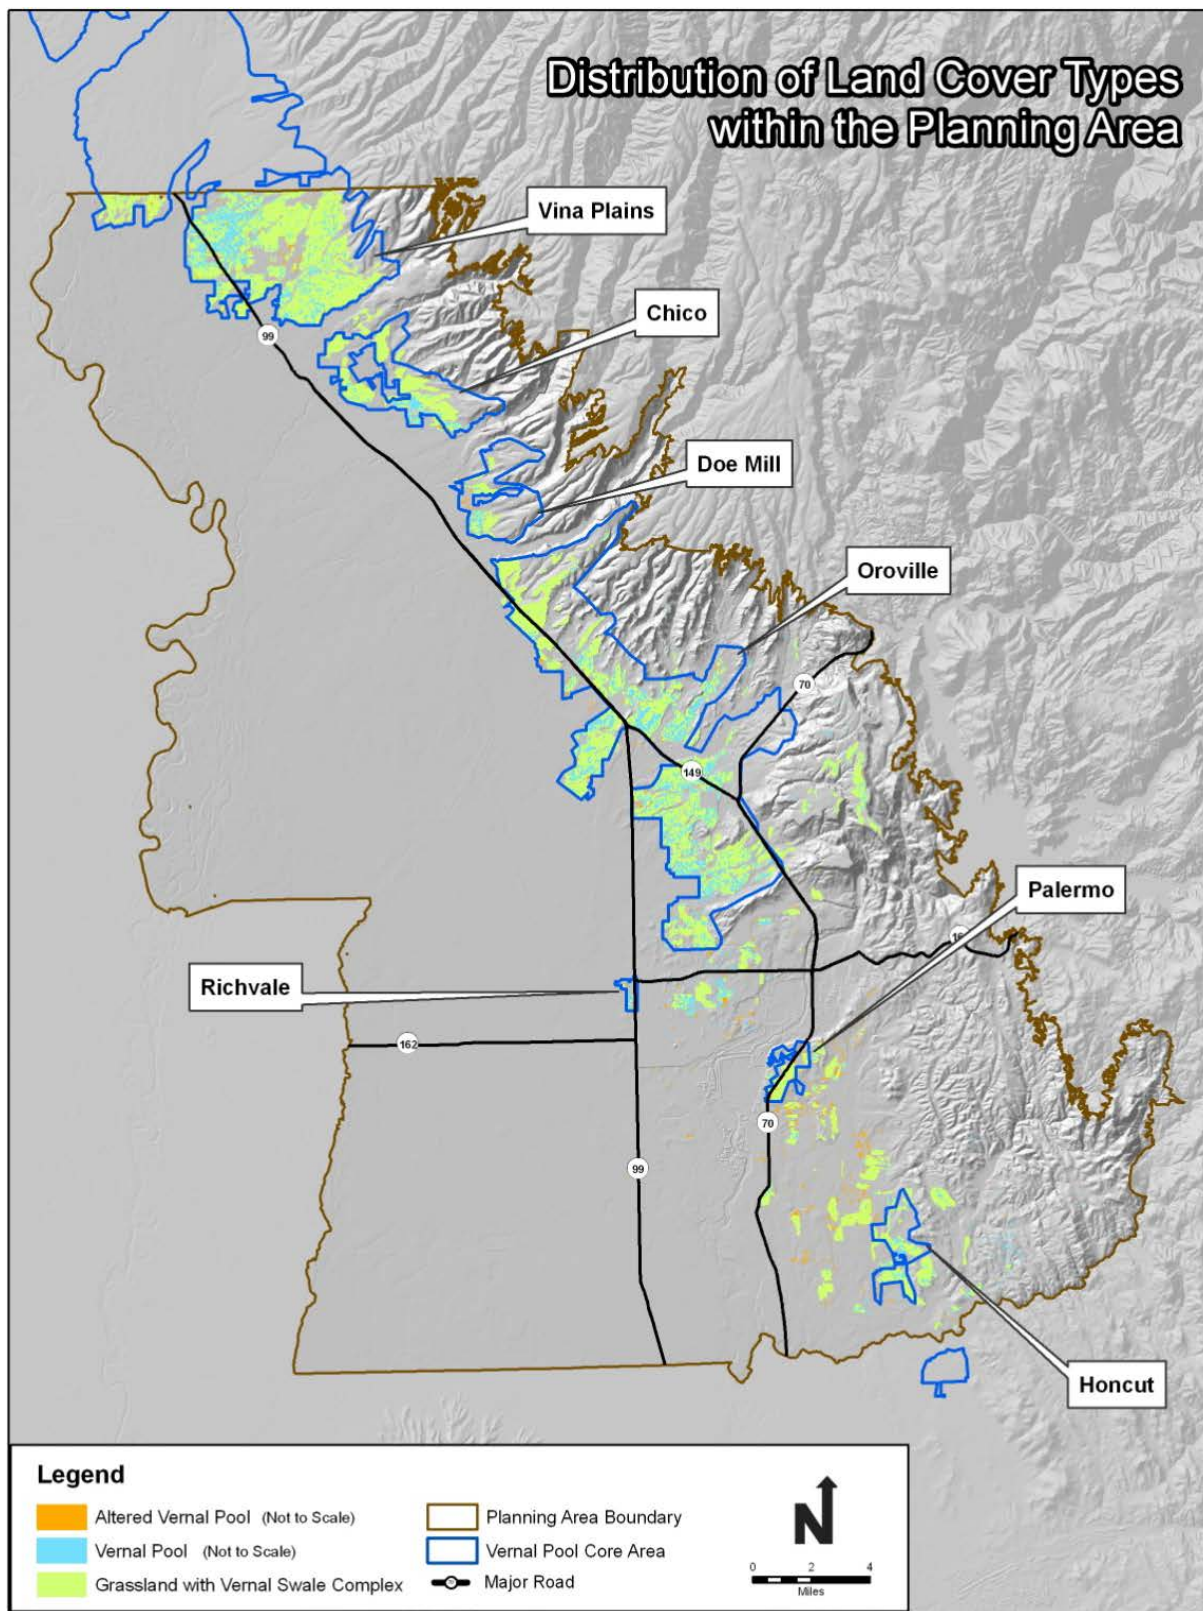 Distribution of Land Cover Types
within the Planning Area
Vina Plains
Chico
99
Doe Mill
Oroville
70
149
Palermo
Richvale
162
70
99
Honcut
Legend
Altered Vernal Pool (Not to Scale)
Vernal Pool (Not to Scale)
Grassland with Vernal Swale Complex
Planning Area Boundary
Vernal Pool Core Area
Major Road
N
0 2 4
Miles